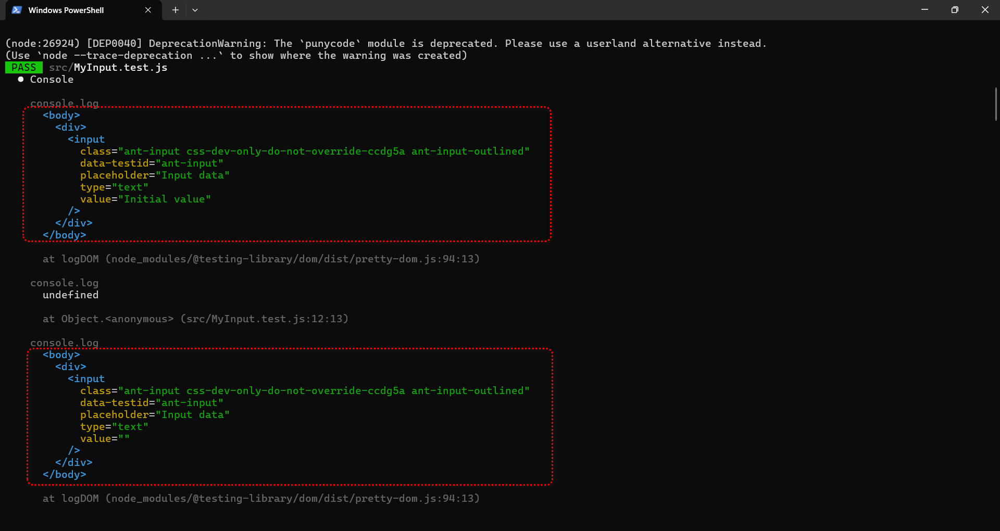 Windows PowerShell
(node:26924) [DEP0040] DeprecationWarning: The `punycode` module is deprecated. Please use a userland alternative instead.
(Use `node --trace-deprecation ...` to show where the warning was created)
PASS src/MyInput.test.js
● Console
console.log
<body>
<div>
<input
class="ant-input css-dev-only-do-not-override-ccdg5a ant-input-outlined"
data-testid="ant-input"
placeholder="Input data"
type="text"
value="Initial value"
/>
</div>
</body>
at logDOM (node_modules/@testing-library/dom/dist/pretty-dom.js:94:13)
console.log
undefined
at Object.<anonymous> (src/MyInput.test.js:12:13)
console.log
<body>
<div>
<input
class="ant-input css-dev-only-do-not-override-ccdg5a ant-input-outlined"
data-testid="ant-input"
placeholder="Input data"
type="text"
value=""
/>
</div>
</body>
at logDOM (node_modules/@testing-library/dom/dist/pretty-dom.js:94:13)